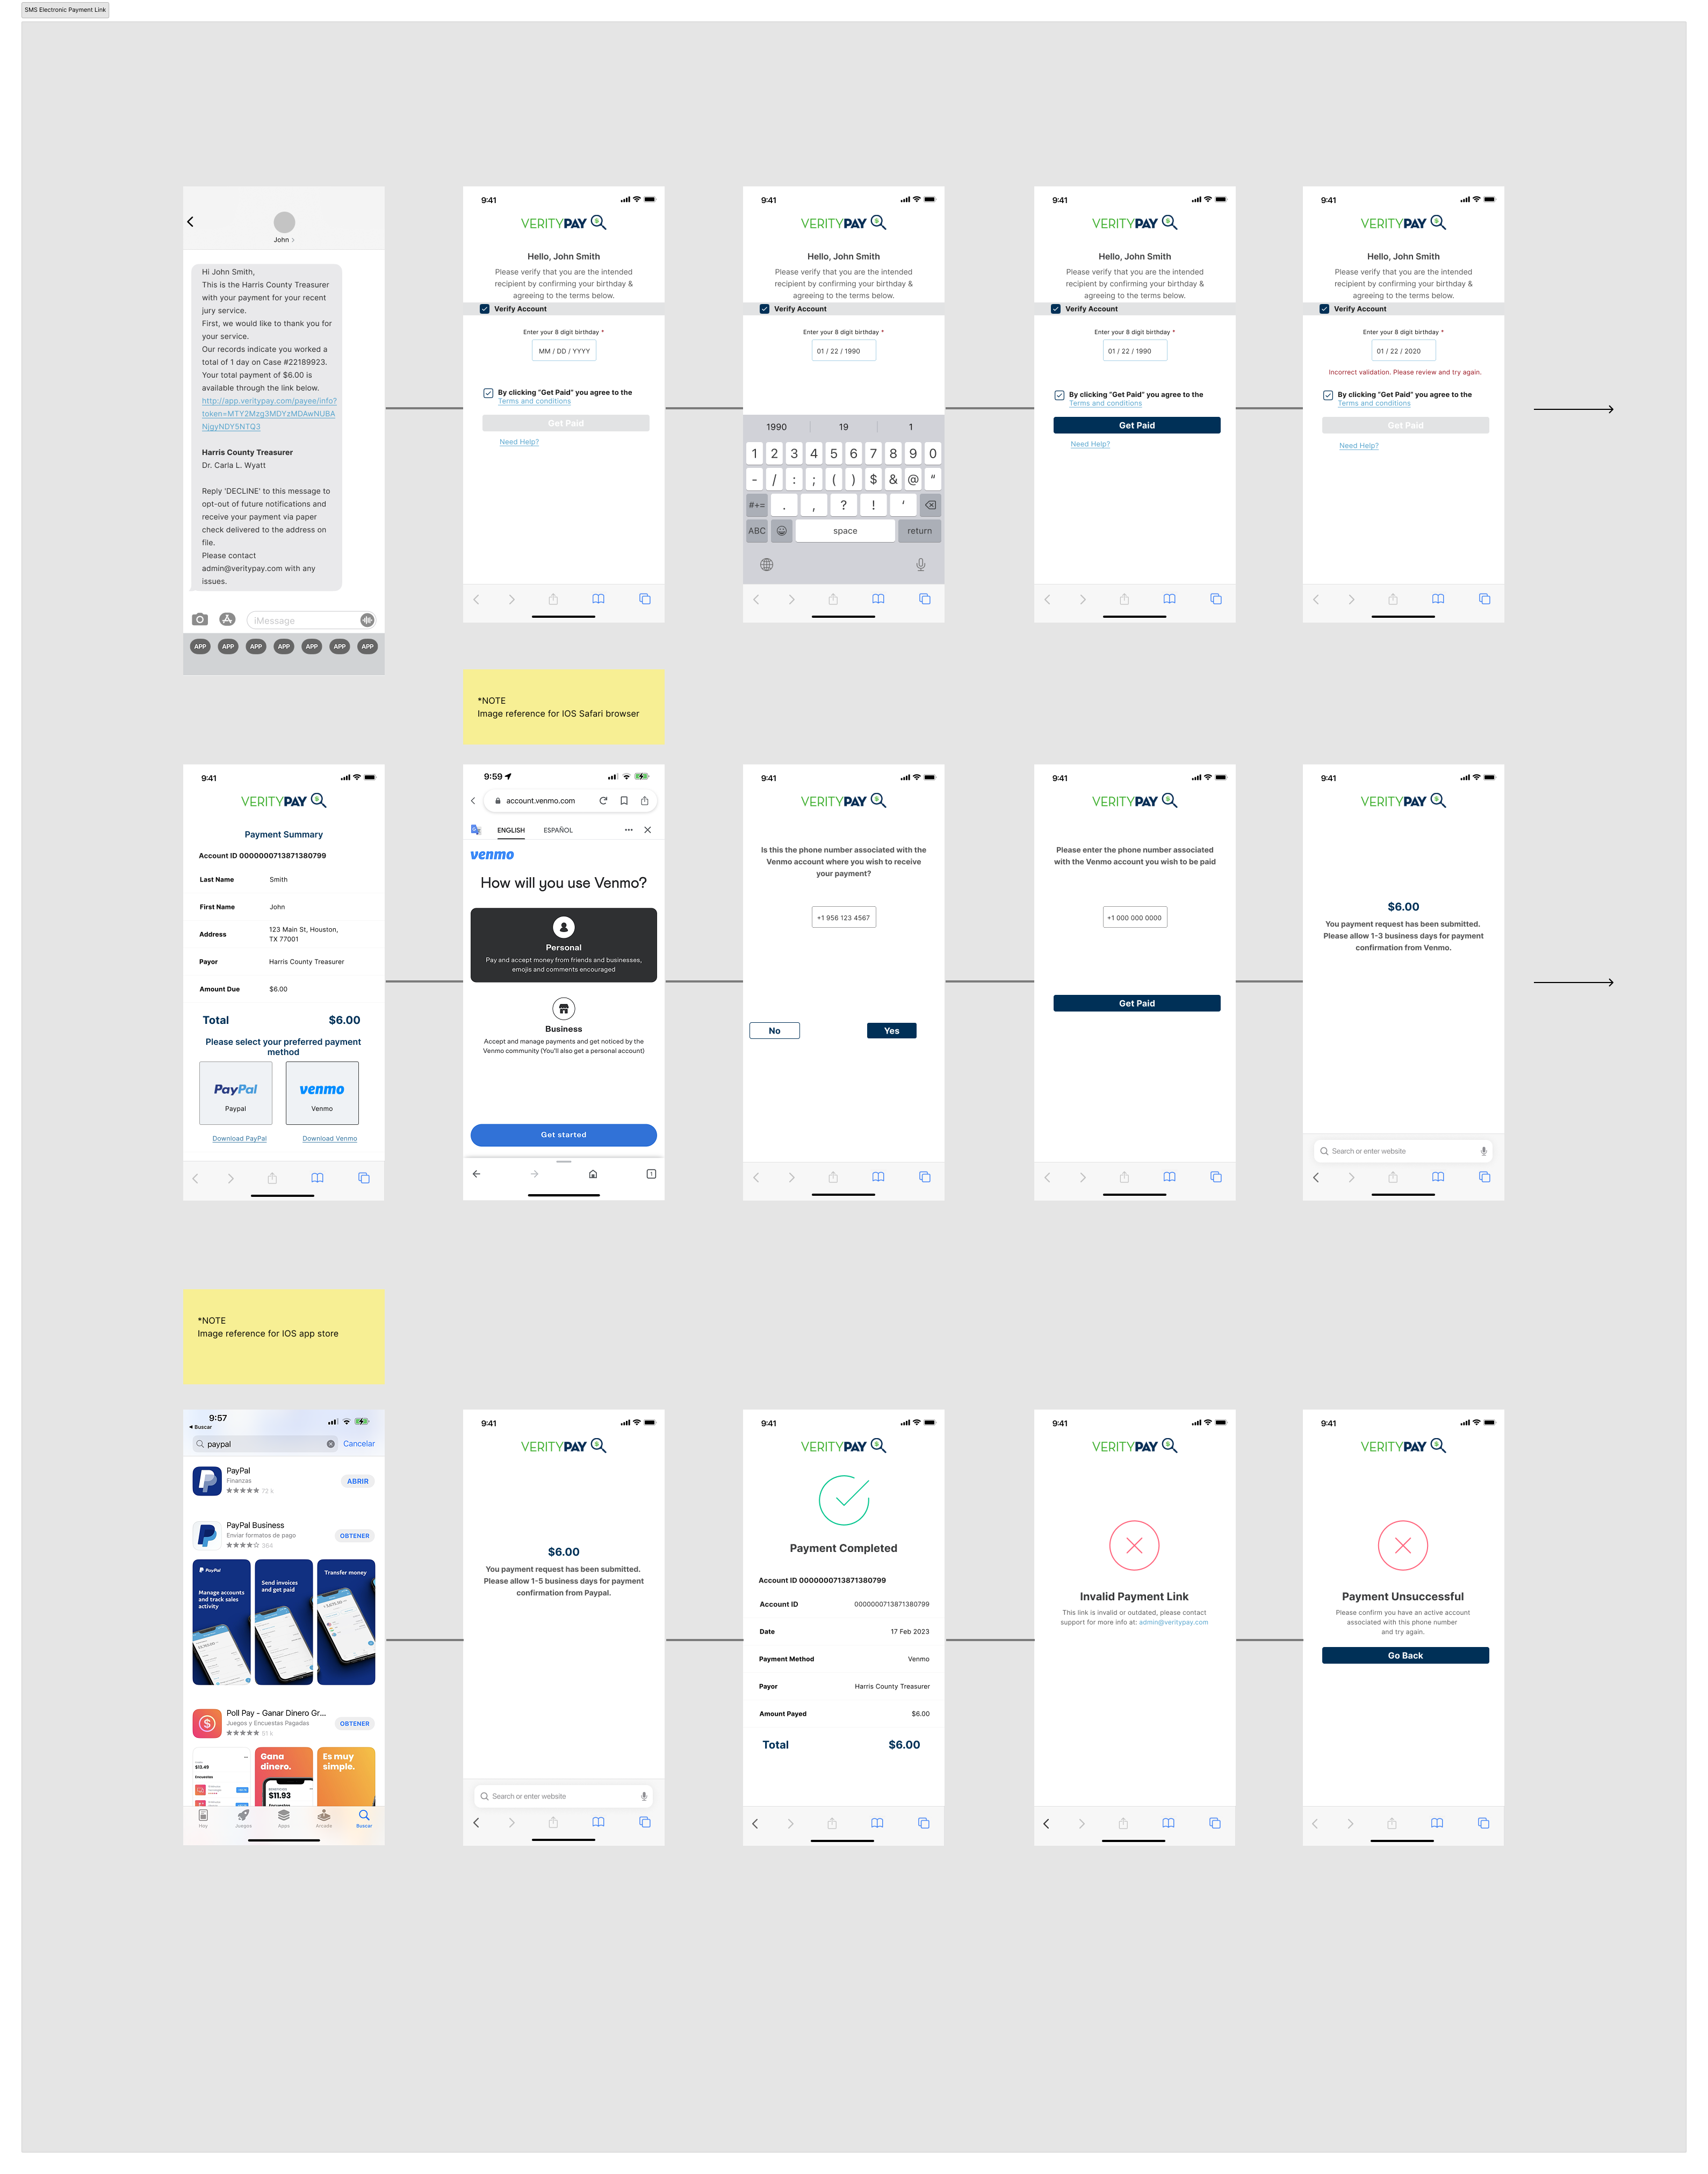 SMS Electronic Payment Link
John >
Hi John Smith,
This is the Harris County Treasurer
with your payment for your recent
jury service.
First, we would like to thank you for
your service.
Our records indicate you worked a
total of 1 day on Case #22189923.
Your total payment of $6.00 is
available through the link below.
http://app.veritypay.com/payee/info?
token=MTY2Mzg3MDYzMDAwNUBA
NjgyNDY5NTQ3
Harris County Treasurer
Dr. Carla L. Wyatt
Reply 'DECLINE' to this message to
opt-out of future notifications and
receive your payment via paper
check delivered to the address on
file.
Please contact
admin@veritypay.com with any
issues.
iMessage
APP APP APP APP APP APP APP
9:41
VERITYPAY
Hello, John Smith
Please verify that you are the intended
recipient by confirming your birthday &
agreeing to the terms below.
Verify Account
Enter your 8 digit birthday *
MM / DD / YYYY
By clicking "Get Paid" you agree to the
Terms and conditions
Get Paid
Need Help?
9:41
VERITYPAY
Hello, John Smith
Please verify that you are the intended
recipient by confirming your birthday &
agreeing to the terms below.
Verify Account
Enter your 8 digit birthday *
01 / 22 / 1990
1990 19 1
1 2 3 4 5 6 7 8 9 0
- / : ; ( ) $ & @ "
#+= . , ? ! '
ABC space return
9:41
VERITYPAY
Hello, John Smith
Please verify that you are the intended
recipient by confirming your birthday &
agreeing to the terms below.
Verify Account
Enter your 8 digit birthday *
01 / 22 / 1990
By clicking "Get Paid" you agree to the
Terms and conditions
Get Paid
Need Help?
9:41
VERITYPAY
Hello, John Smith
Please verify that you are the intended
recipient by confirming your birthday &
agreeing to the terms below.
Verify Account
Enter your 8 digit birthday *
01 / 22 / 2020
Incorrect validation. Please review and try again.
By clicking "Get Paid" you agree to the
Terms and conditions
Get Paid
Need Help?
*NOTE
Image reference for IOS Safari browser
9:41
VERITYPAY
Payment Summary
Account ID 0000000713871380799
Last Name Smith
First Name John
Address 123 Main St, Houston,
TX 77001
Payor Harris County Treasurer
Amount Due $6.00
Total $6.00
Please select your preferred payment
method
PayPal venmo
Paypal Venmo
Download PayPal Download Venmo
9:59
account.venmo.com
ENGLISH ESPAÑOL
venmo
How will you use Venmo?
Personal
Pay and accept money from friends and businesses,
emojis and comments encouraged
Business
Accept and manage payments and get noticed by the
Venmo community (You'll also get a personal account)
Get started
1
9:41
VERITYPAY
Is this the phone number associated with the
Venmo account where you wish to receive
your payment?
+1 956 123 4567
No Yes
9:41
VERITYPAY
Please enter the phone number associated
with the Venmo account you wish to be paid
+1 000 000 0000
Get Paid
9:41
VERITYPAY
$6.00
You payment request has been submitted.
Please allow 1-3 business days for payment
confirmation from Venmo.
Search or enter website
*NOTE
Image reference for IOS app store
9:57
Buscar
paypal Cancelar
PayPal
Finanzas
72 k
ABRIR
PayPal Business
Enviar formatos de pago
364
OBTENER
PayPal
Manage accounts
and track sales
activity
Send invoices
and get paid
Transfer money
Poll Pay - Ganar Dinero Gr...
Juegos y Encuestas Pagadas
61 k
OBTENER
$13.49
Gana
dinero.
$11.93
Es muy
simple.
Hoy Juegos Apps Arcade Buscar
9:41
VERITYPAY
$6.00
You payment request has been submitted.
Please allow 1-5 business days for payment
confirmation from Paypal.
Search or enter website
9:41
VERITYPAY
Payment Completed
Account ID 0000000713871380799
Account ID 0000000713871380799
Date 17 Feb 2023
Payment Method Venmo
Payor Harris County Treasurer
Amount Payed $6.00
Total $6.00
9:41
VERITYPAY
Invalid Payment Link
This link is invalid or outdated, please contact
support for more info at: admin@veritypay.com
9:41
VERITYPAY
Payment Unsuccessful
Please confirm you have an active account
associated with this phone number
and try again.
Go Back